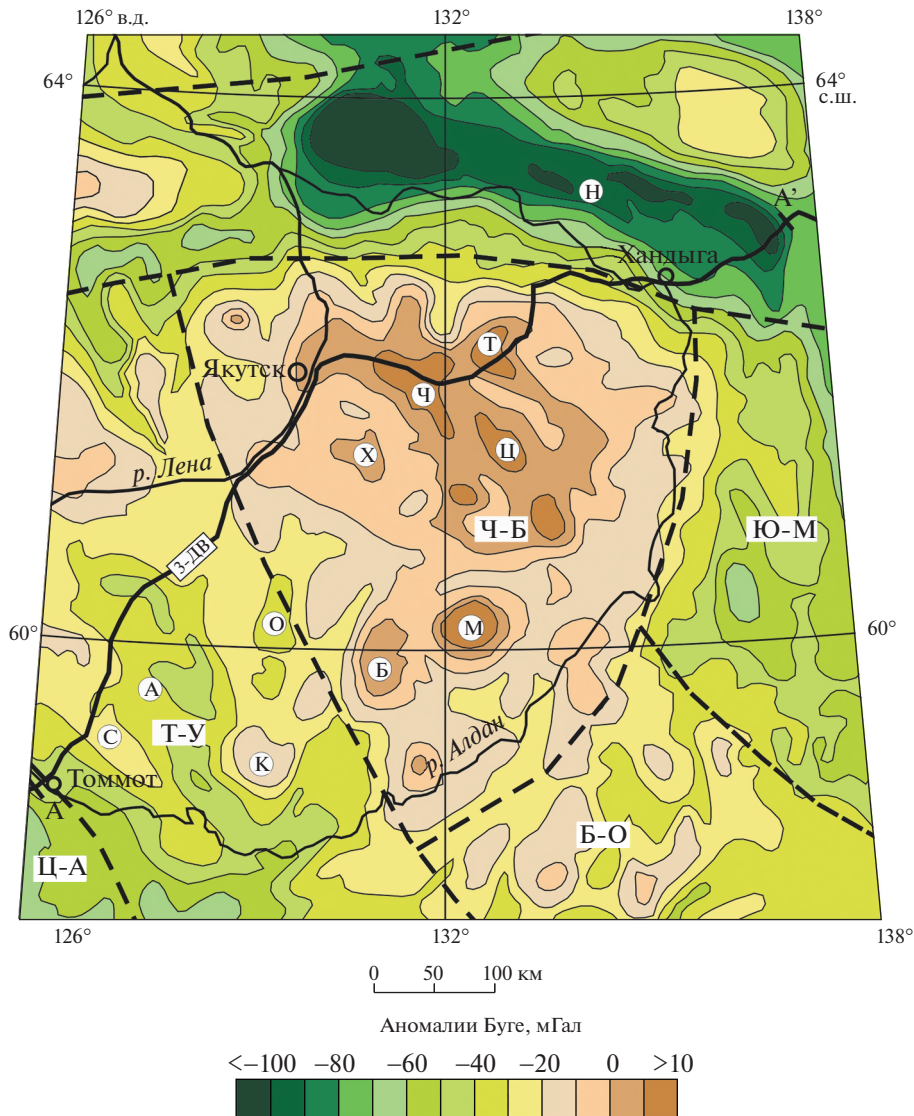 126° в.д.
132°
138°
64°
64°
с.ш.
Н
А’
Хандыга
Т
Якутск
Ч
Х
Ц
р. Лена
Ч-Б
Ю-М
З-ДВ
О
М
60°
60°
Б
А
С
Т-У
К
р. Алдан
Томмот
А
Б-О
Ц-А
126°
132°
138°
0 50 100 км
Аномалии Буге, мГал
<−100 −80 −60 −40 −20 0 >10